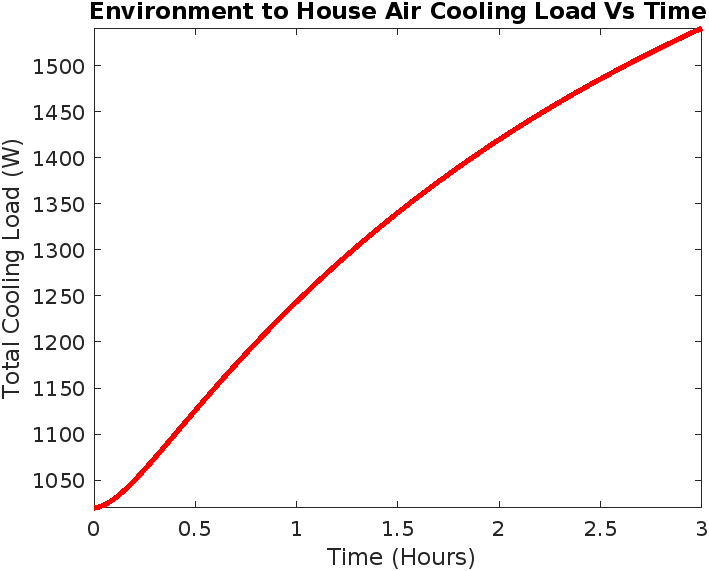 Environment to House Air Cooling Load Vs Time
Total Cooling Load (W)
1500
1450
1400
1350
1300
1250
1200
1150
1100
1050
0 0.5 1 1.5 2 2.5 3
Time (Hours)